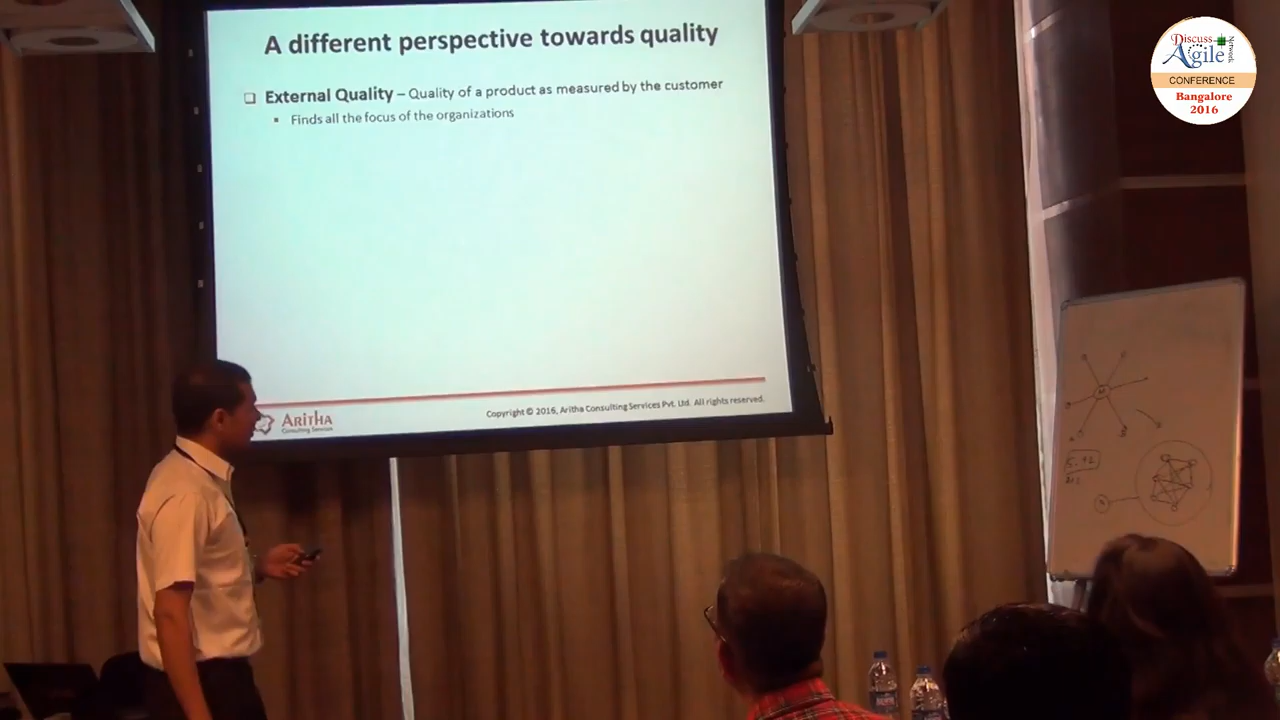 A different perspective towards quality
External Quality – Quality of a product as measured by the customer
Finds all the focus of the organizations
ARITHA
Consulting Services
Copyright © 2016, Aritha Consulting Services Pvt. Ltd. All rights reserved.
Discuss
Agile
Network
CONFERENCE
Bangalore
2016